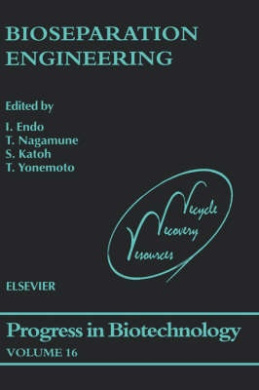 BIOSEPARATION
ENGINEERING
Edited by
I. Endo
T. Nagamune
S. Katoh
T. Yonemoto
Recycle
Recovery
Resources
ELSEVIER
Progress in Biotechnology
VOLUME 16